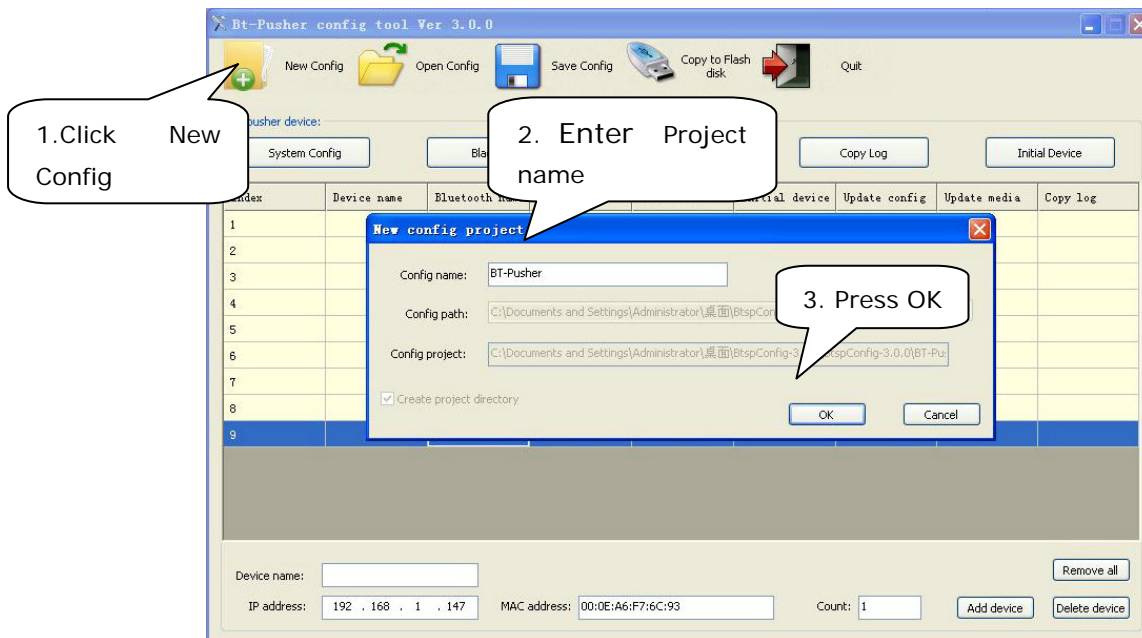 Bt-Pusher config tool Ver 3.0.0
New Config
Open Config
Save Config
Copy to Flash
disk
Quit
1.Click New
Config
2. Enter Project
name
pusher device:
System Config
Copy Log
Initial Device
Device name
Bluetooth
device
Update config
Update media
Copy log
1
2
3
4
5
6
7
8
9
New config project
Config name:
BT-Pusher
3. Press OK
Config path:
C:\Documents and Settings\Administrator\桌面\BtspCon
Config project:
C:\Documents and Settings\Administrator\桌面\BtspConfig-3 spConfig-3.0.0\BT-Pu
Create project directory
OK
Cancel
Device name:
Remove all
IP address:
192 . 168 . 1 . 147
MAC address:
00:0E:A6:F7:6C:93
Count:
1
Add device
Delete device